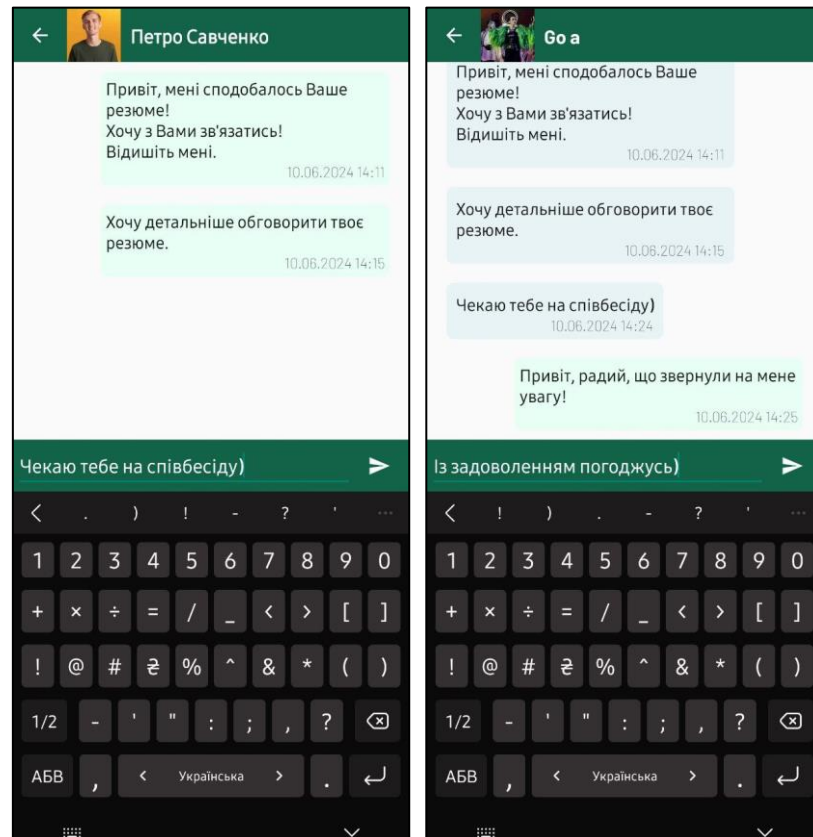 Петро Савченко
Привіт, мені сподобалось Ваше
резюме!
Хочу з Вами зв'язатись!
Відишіть мені.
10.06.2024 14:11
Хочу детальніше обговорити твоє
резюме.
10.06.2024 14:15
Чекаю тебе на співбесіду)
. ) ! - ? ' ...
1 2 3 4 5 6 7 8 9 0
+ × ÷ = / _ < > [ ]
! @ # ₴ % ^ & * ( )
1/2 - ' " : ; , ?
АБВ , < Українська > .
Go a
Привіт, мені сподобалось Ваше
резюме!
Хочу з Вами зв'язатись!
Відишіть мені.
10.06.2024 14:11
Хочу детальніше обговорити твоє
резюме.
10.06.2024 14:15
Чекаю тебе на співбесіду)
10.06.2024 14:24
Привіт, радий, що звернули на мене
увагу!
10.06.2024 14:25
Із задоволенням погоджусь)
! ) . - ? ' ...
1 2 3 4 5 6 7 8 9 0
+ × ÷ = / _ < > [ ]
! @ # ₴ % ^ & * ( )
1/2 - ' " : ; , ?
АБВ , < Українська > .